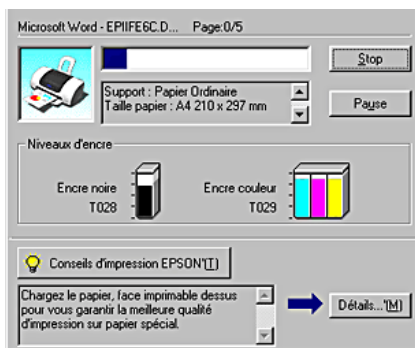 Microsoft Word - EPIIFE6C.D... Page:0/5
Stop
Support : Papier Ordinaire
Taille papier : A4 210 x 297 mm
Pause
Niveaux d'encre
Encre noire
T028
Encre couleur
T029
Conseils d'impression EPSON'(T)
Chargez le papier, face imprimable dessus
pour vous garantir la meilleure qualité
d'impression sur papier spécial.
Détails...'(M)